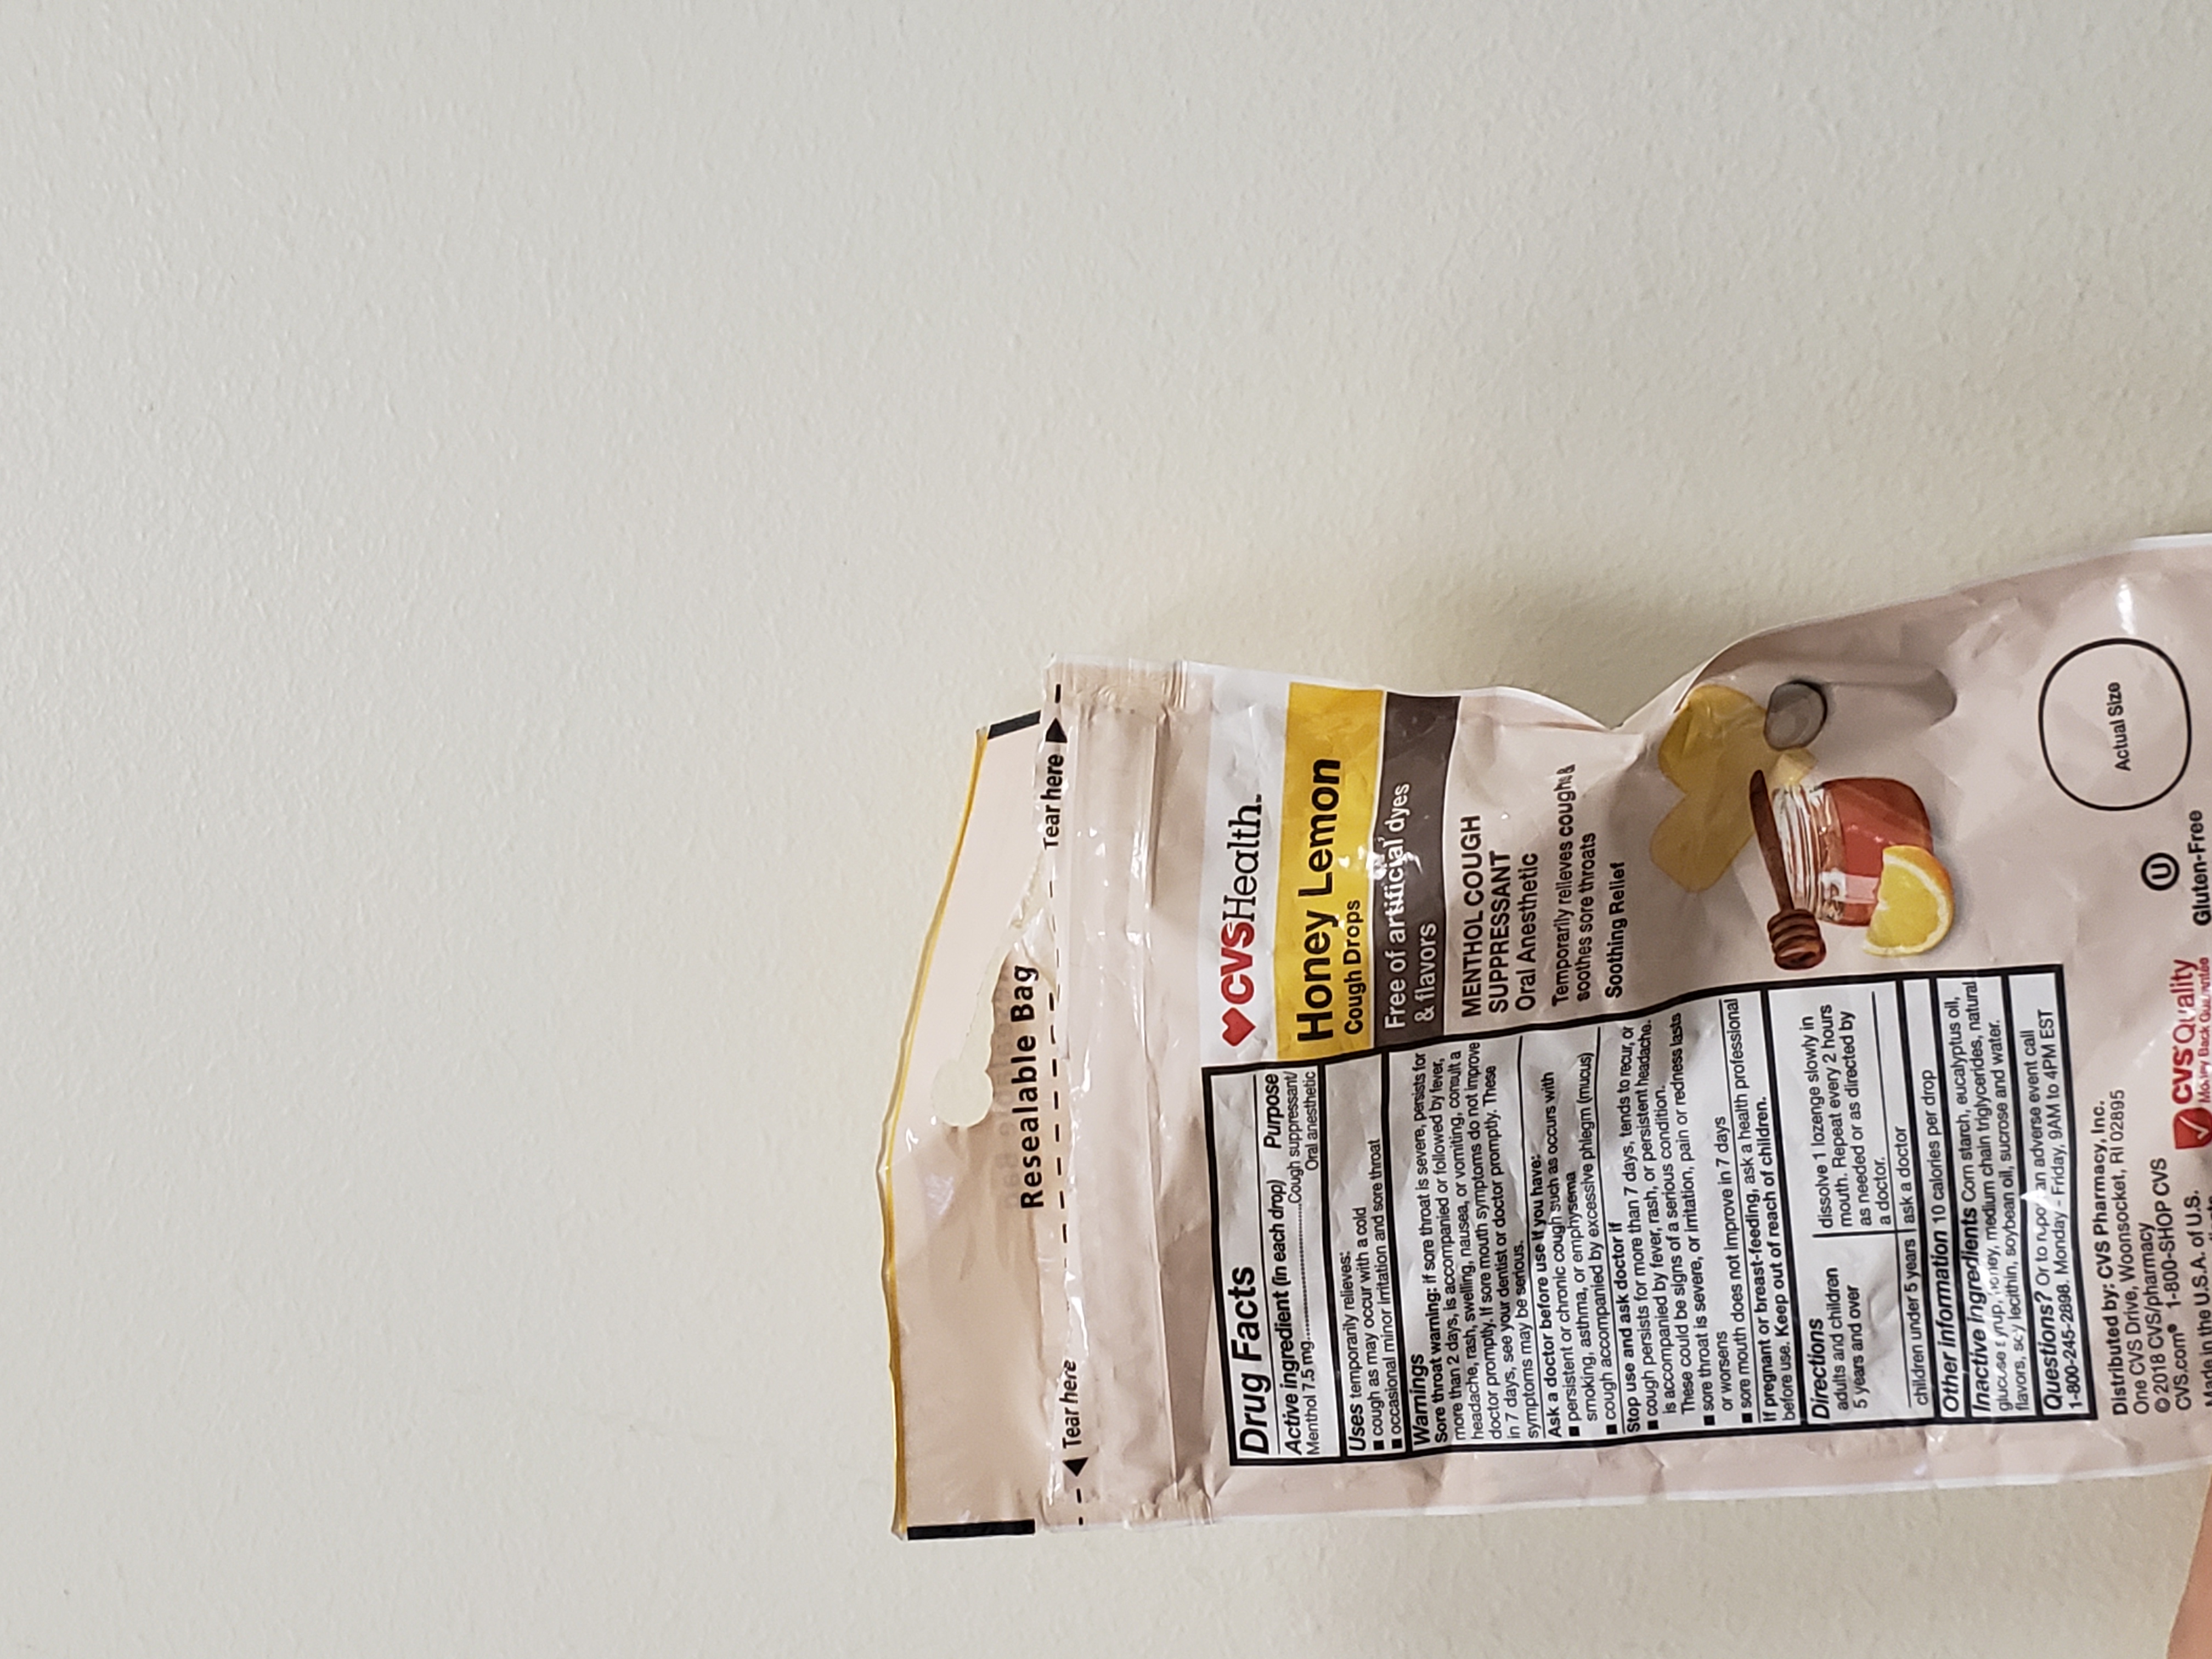 Resealable Bag
Tear here
Tear here
Drug Facts
Active ingredient (in each drop) Purpose
Menthol 7.5 mg..........................................Cough suppressant/
Oral anesthetic
Uses temporarily relieves:
■ cough as may occur with a cold
■ occasional minor irritation and sore throat
Warnings
Sore throat warning: if sore throat is severe, persists for
more than 2 days, is accompanied or followed by fever,
headache, rash, swelling, nausea, or vomiting, consult a
doctor promptly. If sore mouth symptoms do not improve
in 7 days, see your dentist or doctor promptly. These
symptoms may be serious.
Ask a doctor before use if you have:
■ persistent or chronic cough such as occurs with
smoking, asthma, or emphysema
■ cough accompanied by excessive phlegm (mucus)
Stop use and ask doctor if
■ cough persists for more than 7 days, tends to recur, or
is accompanied by fever, rash, or persistent headache.
These could be signs of a serious condition.
■ sore throat is severe, or irritation, pain or redness lasts
or worsens
■ sore mouth does not improve in 7 days
If pregnant or breast-feeding, ask a health professional
before use. Keep out of reach of children.
Directions
adults and children
5 years and over
dissolve 1 lozenge slowly in
mouth. Repeat every 2 hours
as needed or as directed by
a doctor.
children under 5 years ask a doctor
Other information 10 calories per drop
Inactive ingredients Corn starch, eucalyptus oil,
glucose syrup, honey, medium chain triglycerides, natural
flavors, soy lecithin, soybean oil, sucrose and water.
Questions? Or to report an adverse event call
1-800-245-2898. Monday - Friday, 9AM to 4PM EST
Distributed by: CVS Pharmacy, Inc.
One CVS Drive, Woonsocket, RI 02895
© 2018 CVS/pharmacy
CVS.com® 1-800-SHOP CVS
Made in the U.S.A. of U.S.
CVSHealth™
Honey Lemon
Cough Drops
Free of artificial dyes
& flavors
MENTHOL COUGH
SUPPRESSANT
Oral Anesthetic
Temporarily relieves coughs &
soothes sore throats
Soothing Relief
Actual Size
CVS Quality
Money Back Guarantee
U
Gluten-Free